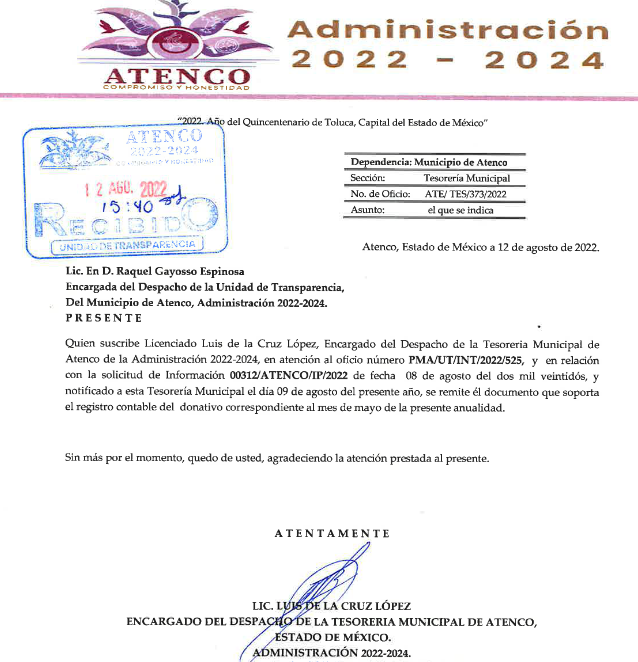 Administración
2022 - 2024
ATENCO
COMPROMISO Y HONESTIDAD
"2022. Año del Quincentenario de Toluca, Capital del Estado de México"
ATENCO
2022-2024
COMPROMISO Y HONESTIDAD
12 AGO. 2022
15:40
RECIBIDO
UNIDAD DE TRANSPARENCIA
Dependencia: Municipio de Atenco
Sección: Tesorería Municipal
No. de Oficio: ATE/ TES/373/2022
Asunto: el que se indica
Atenco, Estado de México a 12 de agosto de 2022.
Lic. En D. Raquel Gayosso Espinosa
Encargada del Despacho de la Unidad de Transparencia,
Del Municipio de Atenco, Administración 2022-2024.
P R E S E N T E
Quien suscribe Licenciado Luis de la Cruz López, Encargado del Despacho de la Tesoreria Municipal de
Atenco de la Administración 2022-2024, en atención al oficio número PMA/UT/INT/2022/525, y en relación
con la solicitud de Información 00312/ATENCO/IP/2022 de fecha 08 de agosto del dos mil veintidós, y
notificado a esta Tesorería Municipal el día 09 de agosto del presente año, se remite él documento que soporta
el registro contable del donativo correspondiente al mes de mayo de la presente anualidad.
Sin más por el momento, quedo de usted, agradeciendo la atención prestada al presente.
A T E N T A M E N T E
LIC. LUIS DE LA CRUZ LÓPEZ
ENCARGADO DEL DESPACHO DE LA TESORERIA MUNICIPAL DE ATENCO,
ESTADO DE MÉXICO.
ADMINISTRACIÓN 2022-2024.